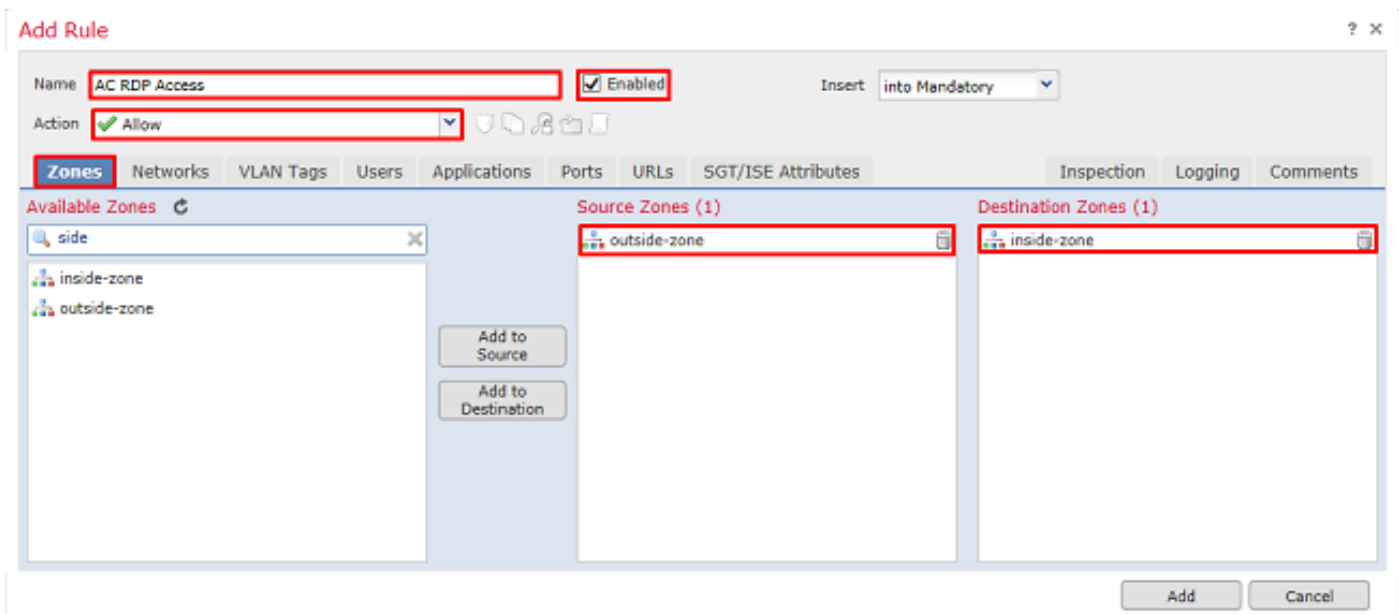 Add Rule ? ×
Name AC RDP Access Enabled Insert into Mandatory
Action Allow
Zones Networks VLAN Tags Users Applications Ports URLs SGT/ISE Attributes Inspection Logging Comments
Available Zones Source Zones (1) Destination Zones (1)
side outside-zone inside-zone
inside-zone
outside-zone
Add to
Source
Add to
Destination
Add Cancel